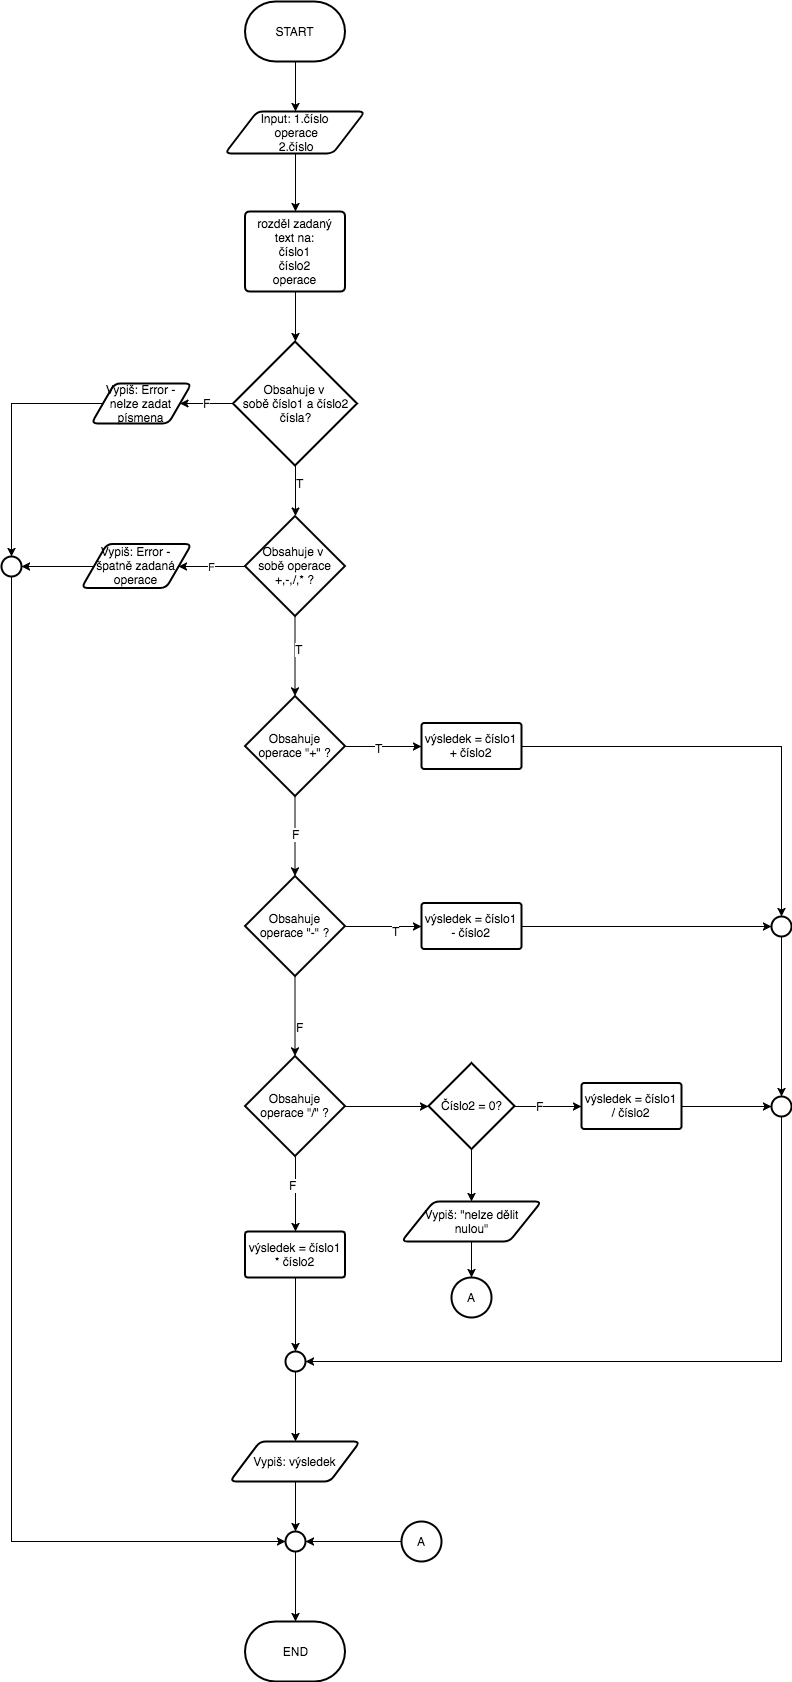 START
Input: 1.číslo
operace
2.číslo
rozděl zadaný
text na:
číslo1
číslo2
operace
Obsahuje v
sobě číslo1 a číslo2
čísla?
F
Vypiš: Error -
nelze zadat
písmena
T
Obsahuje v
sobě operace
+,-,/,* ?
F
Vypiš: Error -
špatně zadaná
operace
T
Obsahuje
operace "+" ?
T
výsledek = číslo1
+ číslo2
F
Obsahuje
operace "-" ?
T
výsledek = číslo1
- číslo2
F
Obsahuje
operace "/" ?
Číslo2 = 0?
F
výsledek = číslo1
/ číslo2
F
Vypiš: "nelze dělit
nulou"
výsledek = číslo1
* číslo2
A
Vypiš: výsledek
A
END